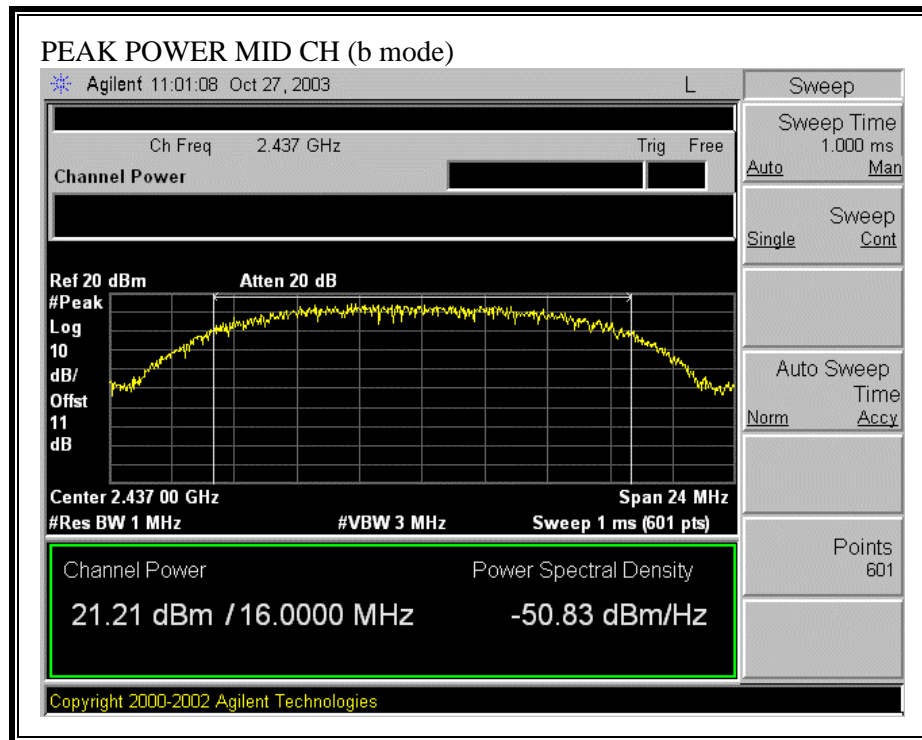 PEAK POWER MID CH (b mode)
Agilent 11:01:08 Oct 27, 2003 L
Ch Freq 2.437 GHz Trig Free
Channel Power
Ref 20 dBm Atten 20 dB
#Peak
Log
10
dB/
Offst
11
dB
Center 2.437 00 GHz Span 24 MHz
#Res BW 1 MHz #VBW 3 MHz Sweep 1 ms (601 pts)
Channel Power Power Spectral Density
21.21 dBm / 16.0000 MHz -50.83 dBm/Hz
Copyright 2000-2002 Agilent Technologies
Sweep
Sweep Time
1.000 ms
Auto Man
Sweep
Single Cont
Auto Sweep
Time
Norm Accy
Points
601